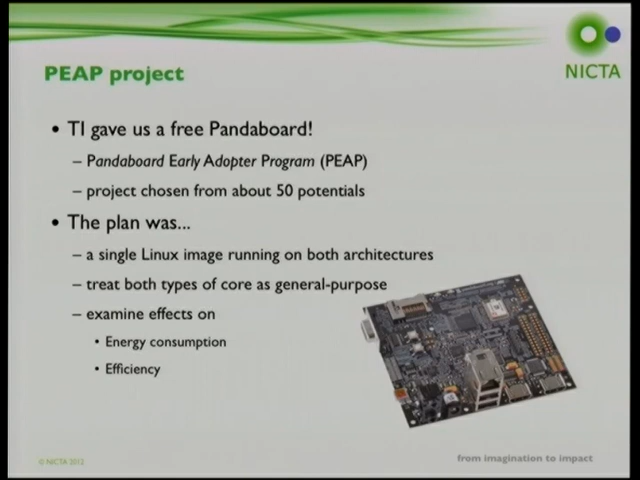 NICTA
PEAP project
• TI gave us a free Pandaboard!
– Pandaboard Early Adopter Program (PEAP)
– project chosen from about 50 potentials
• The plan was...
– a single Linux image running on both architectures
– treat both types of core as general-purpose
– examine effects on
• Energy consumption
• Efficiency
© NICTA 2012
from imagination to impact